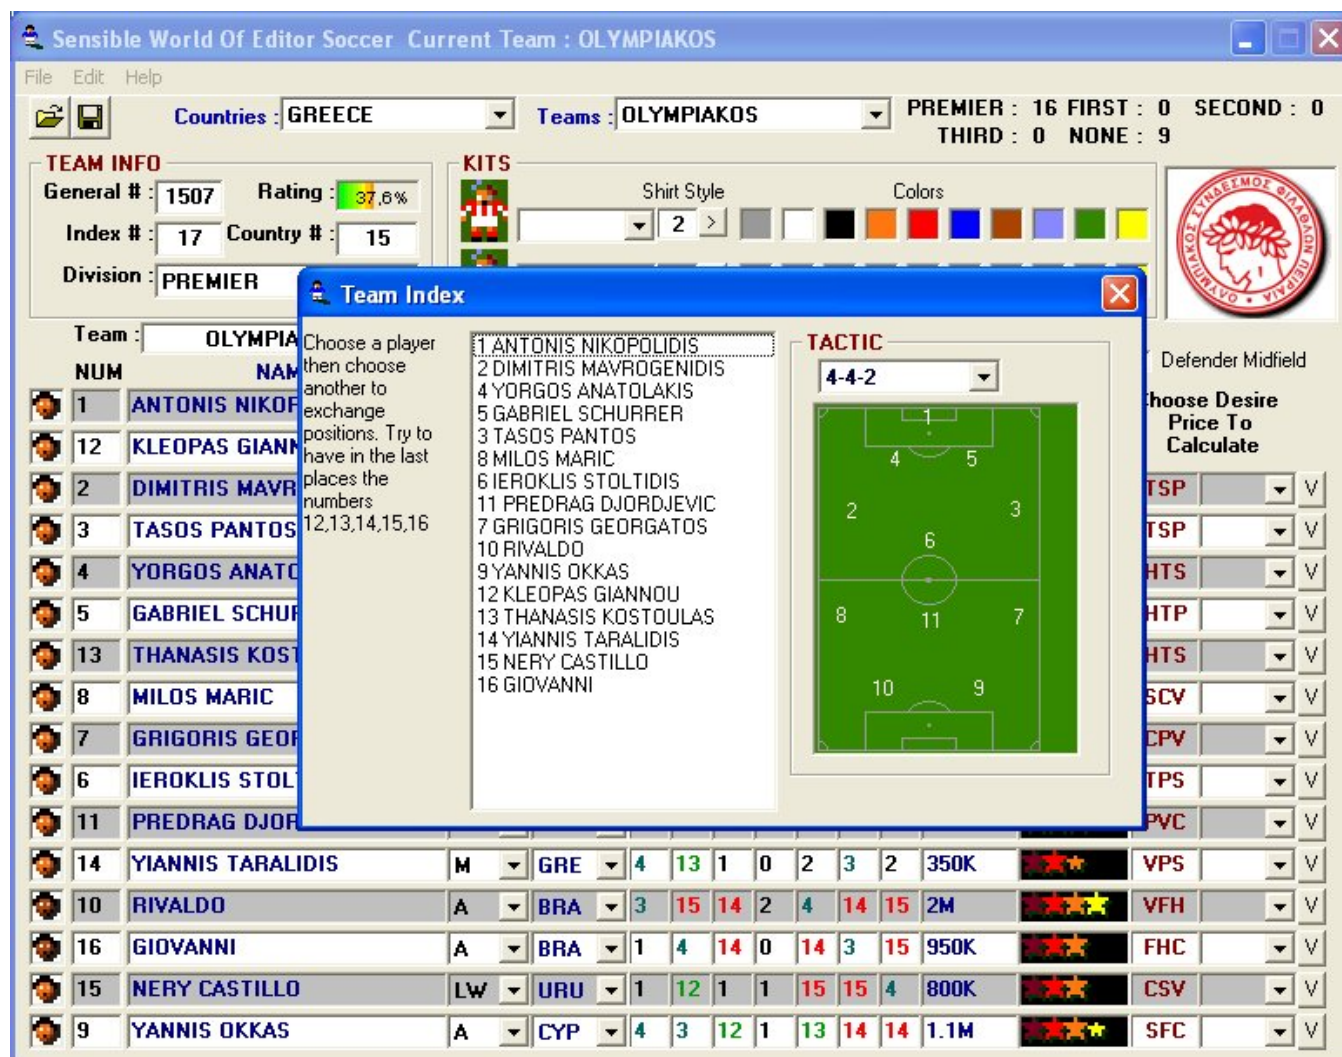 Sensible World Of Editor Soccer Current Team : OLYMPIAKOS
File Edit Help
Countries : GREECE Teams : OLYMPIAKOS PREMIER : 16 FIRST : 0 SECOND : 0
THIRD : 0 NONE : 9
TEAM INFO KITS
General # : 1507 Rating : 37,6% Shirt Style Colors
2 >
Index # : 17 Country # : 15
Division : PREMIER
Team : OLYMPIA
NUM NAM
Team Index
Choose a player
then choose
another to
exchange
positions. Try to
have in the last
places the
numbers
12,13,14,15,16
1 ANTONIS NIKOPOLIDIS
2 DIMITRIS MAVROGENIDIS
4 YORGOS ANATOLAKIS
5 GABRIEL SCHURRER
3 TASOS PANTOS
8 MILOS MARIC
6 IEROKLIS STOLTIDIS
11 PREDRAG DJORDJEVIC
7 GRIGORIS GEORGATOS
10 RIVALDO
9 YANNIS OKKAS
12 KLEOPAS GIANNOU
13 THANASIS KOSTOULAS
14 YIANNIS TARALIDIS
15 NERY CASTILLO
16 GIOVANNI
TACTIC
4-4-2
1
4 5
2 3
6
8 11 7
10 9
Defender Midfield
hoose Desire
Price To
Calculate
1 ANTONIS NIKOP
12 KLEOPAS GIANN
2 DIMITRIS MAVR TSP V
3 TASOS PANTOS TSP V
4 YORGOS ANATO HTS V
5 GABRIEL SCHUR HTP V
13 THANASIS KOST HTS V
8 MILOS MARIC SCV V
7 GRIGORIS GEOR CPV V
6 IEROKLIS STOL TPS V
11 PREDRAG DJOR PVC V
14 YIANNIS TARALIDIS M GRE 4 13 1 0 2 3 2 350K VPS V
10 RIVALDO A BRA 3 15 14 2 4 14 15 2M VFH V
16 GIOVANNI A BRA 1 4 14 0 14 3 15 950K FHC V
15 NERY CASTILLO LW URU 1 12 1 1 15 15 4 800K CSV V
9 YANNIS OKKAS A CYP 4 3 12 1 13 14 14 1.1M SFC V